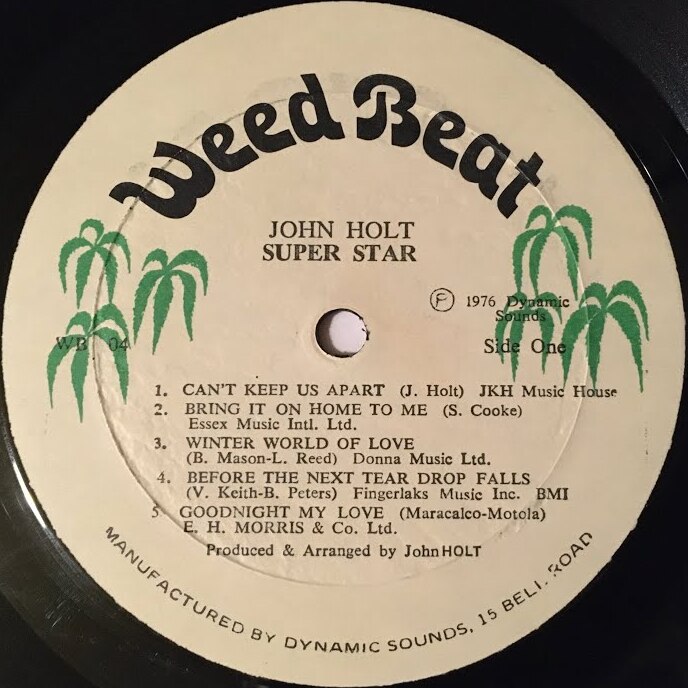 Weed Beat
JOHN HOLT
SUPER STAR
Ⓟ 1976 Dynamic
Sounds
WB 04
Side One
1. CAN'T KEEP US APART (J. Holt) JKH Music House
2. BRING IT ON HOME TO ME (S. Cooke)
Essex Music Intl. Ltd.
3. WINTER WORLD OF LOVE
(B. Mason-L. Reed) Donna Music Ltd.
4. BEFORE THE NEXT TEAR DROP FALLS
(V. Keith-B. Peters) Fingerlaks Music Inc. BMI
5 GOODNIGHT MY LOVE (Maracalco-Motola)
E. H. MORRIS & Co. Ltd.
Produced & Arranged by John HOLT
MANUFACTURED BY DYNAMIC SOUNDS, 15 BELL ROAD